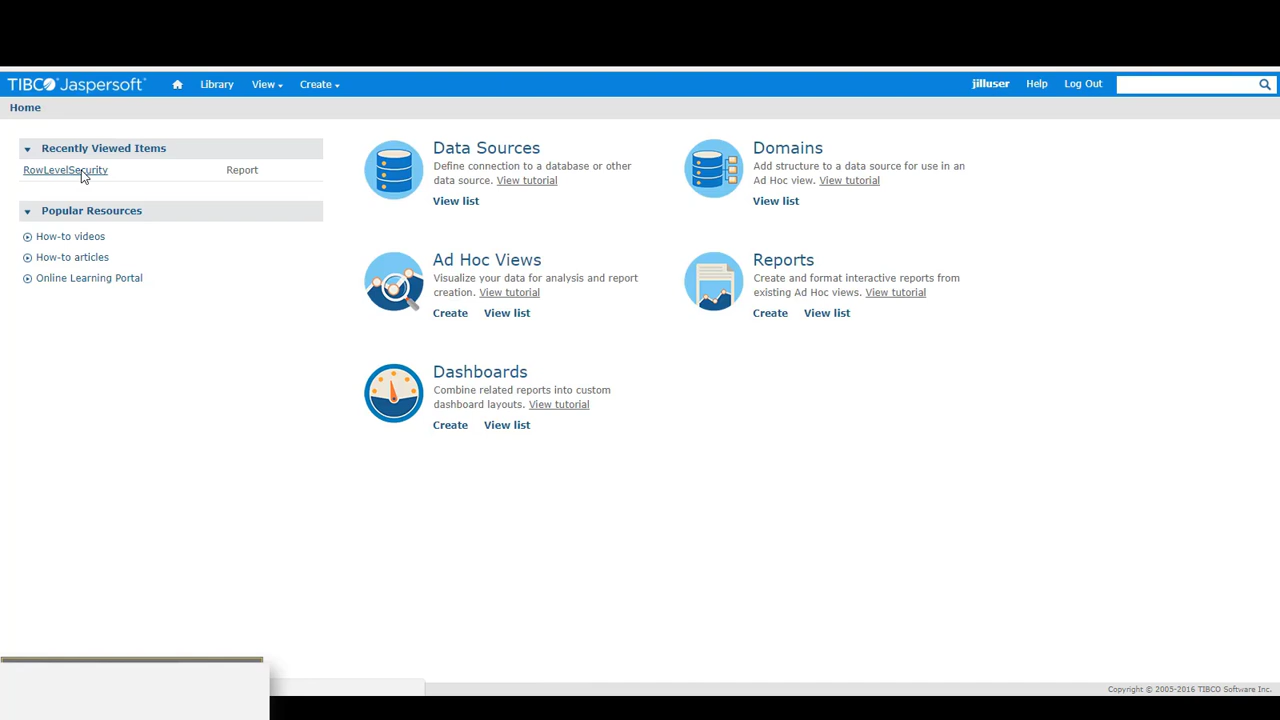 TIBCO Jaspersoft Library View Create jilluser Help Log Out
Home
Recently Viewed Items
RowLevelSecurity Report
Popular Resources
How-to videos
How-to articles
Online Learning Portal
Data Sources
Define connection to a database or other
data source. View tutorial
View list
Domains
Add structure to a data source for use in an
Ad Hoc view. View tutorial
View list
Ad Hoc Views
Visualize your data for analysis and report
creation. View tutorial
Create View list
Reports
Create and format interactive reports from
existing Ad Hoc views. View tutorial
Create View list
Dashboards
Combine related reports into custom
dashboard layouts. View tutorial
Create View list
Copyright © 2005-2016 TIBCO Software Inc.